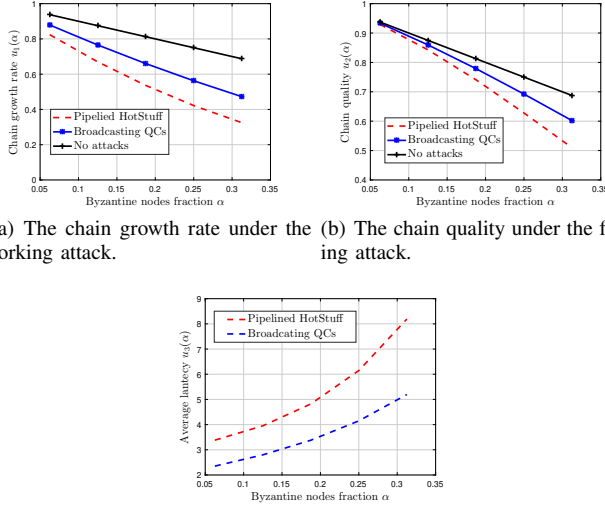 1
0.8
0.6
0.4
0.2
0
Chain growth rate u₁(α)
Pipelied HotStuff
Broadcasting QCs
No attacks
0.05 0.1 0.15 0.2 0.25 0.3 0.35
Byzantine nodes fraction α
1
0.9
0.8
0.7
0.6
0.5
0.4
Chain quality u₂(α)
Pipelied HotStuff
Broadcasting QCs
No attacks
0.05 0.1 0.15 0.2 0.25 0.3 0.35
Byzantine nodes fraction α
a) The chain growth rate under the
orking attack.
(b) The chain quality under the f
ing attack.
9
8
7
6
5
4
3
2
1
Average lantecy u₃(α)
Pipelined HotStuff
Broadcating QCs
0.05 0.1 0.15 0.2 0.25 0.3 0.35
Byzantine nodes fraction α